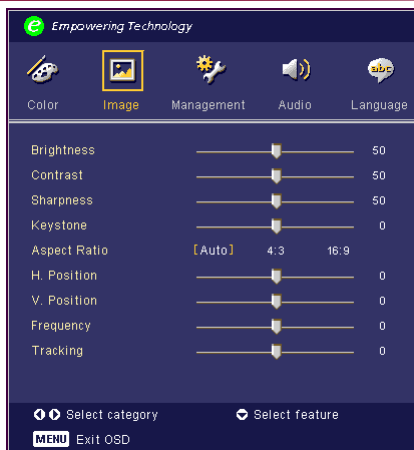 e Empowering Technology
Color Image Management abc Audio Language
Brightness 50
Contrast 50
Sharpness 50
Keystone 0
Aspect Ratio [Auto] 4:3 16:9
H. Position 0
V. Position 0
Frequency 0
Tracking 0
Select category Select feature
MENU Exit OSD